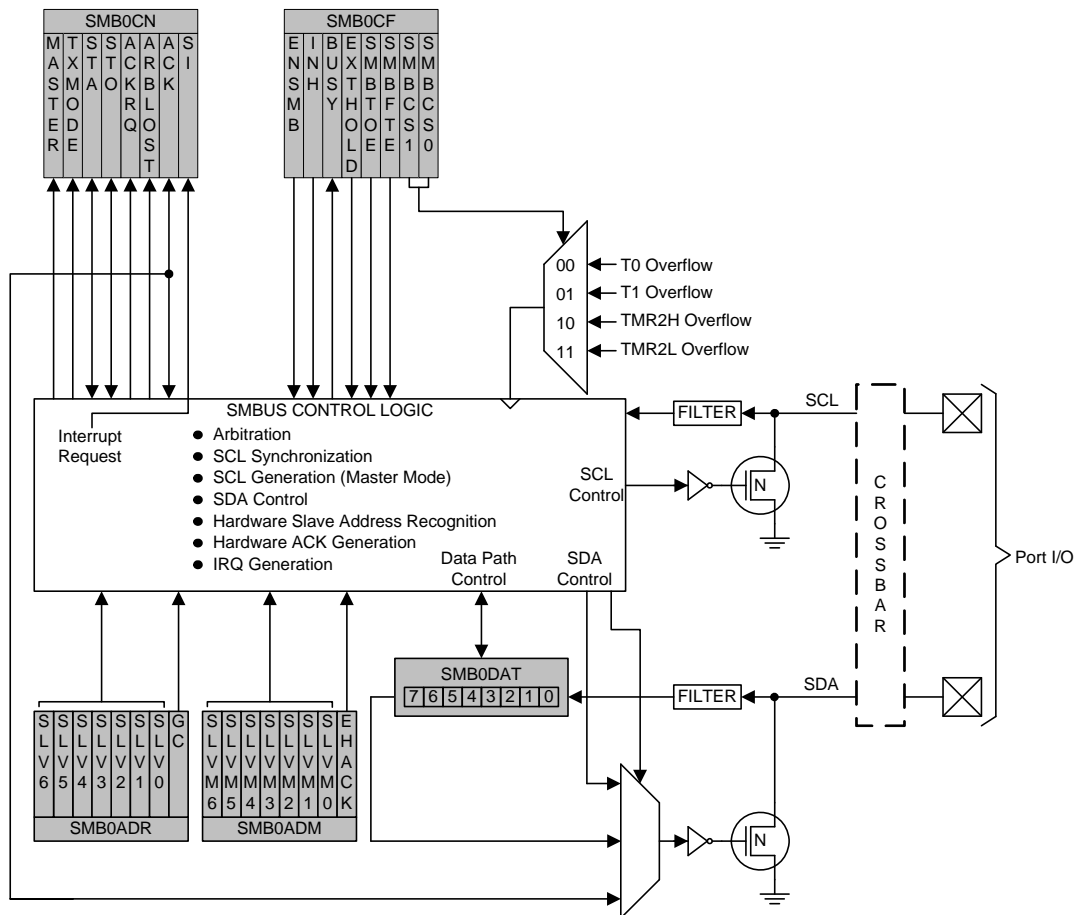 SMB0CN
MASTER
TXMODE
STA
STO
ACKRQ
ARBLOST
ACK
SI
SMB0CF
ENSMB
INH
BUSY
EXTHOLD
SMBTOE
SMBFTE
SMBCS1
SMBCS0
00
T0 Overflow
01
T1 Overflow
10
TMR2H Overflow
11
TMR2L Overflow
SMBUS CONTROL LOGIC
Interrupt
Request
● Arbitration
● SCL Synchronization
● SCL Generation (Master Mode)
● SDA Control
● Hardware Slave Address Recognition
● Hardware ACK Generation
● IRQ Generation
SCL
Control
Data Path
Control
SDA
Control
FILTER
SCL
N
CROSSBAR
Port I/O
SMB0DAT
7 6 5 4 3 2 1 0
FILTER
SDA
N
SLV6
SLV5
SLV4
SLV3
SLV2
SLV1
SLV0
GC
SMB0ADR
SLVM6
SLVM5
SLVM4
SLVM3
SLVM2
SLVM1
SLVM0
EHACK
SMB0ADM